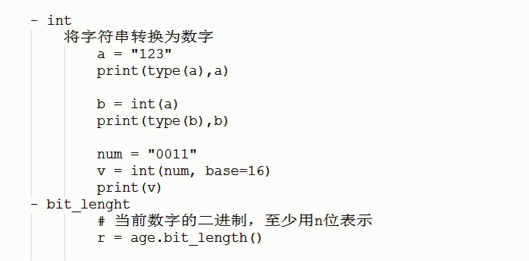 - int
将字符串转换为数字
a = "123"
print(type(a),a)
b = int(a)
print(type(b),b)
num = "0011"
v = int(num, base=16)
print(v)
- bit_lenght
# 当前数字的二进制，至少用n位表示
r = age.bit_length()